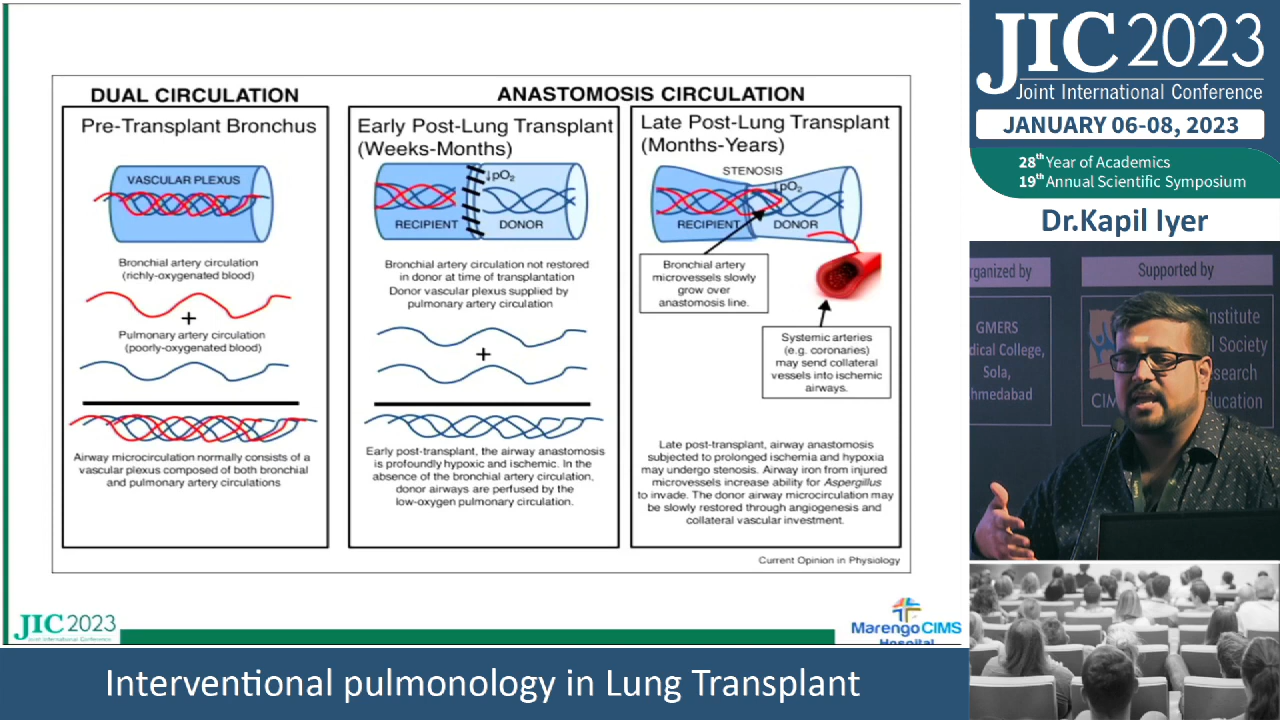 DUAL CIRCULATION
Pre-Transplant Bronchus
VASCULAR PLEXUS
Bronchial artery circulation
(richly-oxygenated blood)
+
Pulmonary artery circulation
(poorly-oxygenated blood)
Airway microcirculation normally consists of a
vascular plexus composed of both bronchial
and pulmonary artery circulations
ANASTOMOSIS CIRCULATION
Early Post-Lung Transplant
(Weeks-Months)
↓pO2
RECIPIENT
DONOR
Bronchial artery circulation not restored
in donor at time of transplantation
Donor vascular plexus supplied by
pulmonary artery circulation
+
Early post-transplant, the airway anastomosis
is profoundly hypoxic and ischemic. In the
absence of the bronchial artery circulation,
donor airways are perfused by the
low-oxygen pulmonary circulation.
Late Post-Lung Transplant
(Months-Years)
STENOSIS
↓pO2
RECIPIENT
DONOR
Bronchial artery
microvessels slowly
grow over
anastomosis line.
Systemic arteries
(e.g. coronaries)
may send collateral
vessels into ischemic
airways.
Late post-transplant, airway anastomosis
subjected to prolonged ischemia and hypoxia
may undergo stenosis. Airway iron from injured
microvessels increase ability for Aspergillus
to invade. The donor airway microcirculation may
be slowly restored through angiogenesis and
collateral vascular investment.
Current Opinion in Physiology
JIC 2023
Joint International Conference
Marengo CIMS
Hospital
Interventional pulmonology in Lung Transplant
JIC 2023
Joint International Conference
JANUARY 06-08, 2023
28th Year of Academics
19th Annual Scientific Symposium
Dr.Kapil Iyer
rganized by
GMERS
dical College,
Sola,
hmedabad
Supported by
Institute
l Society
search
ducation
CIM